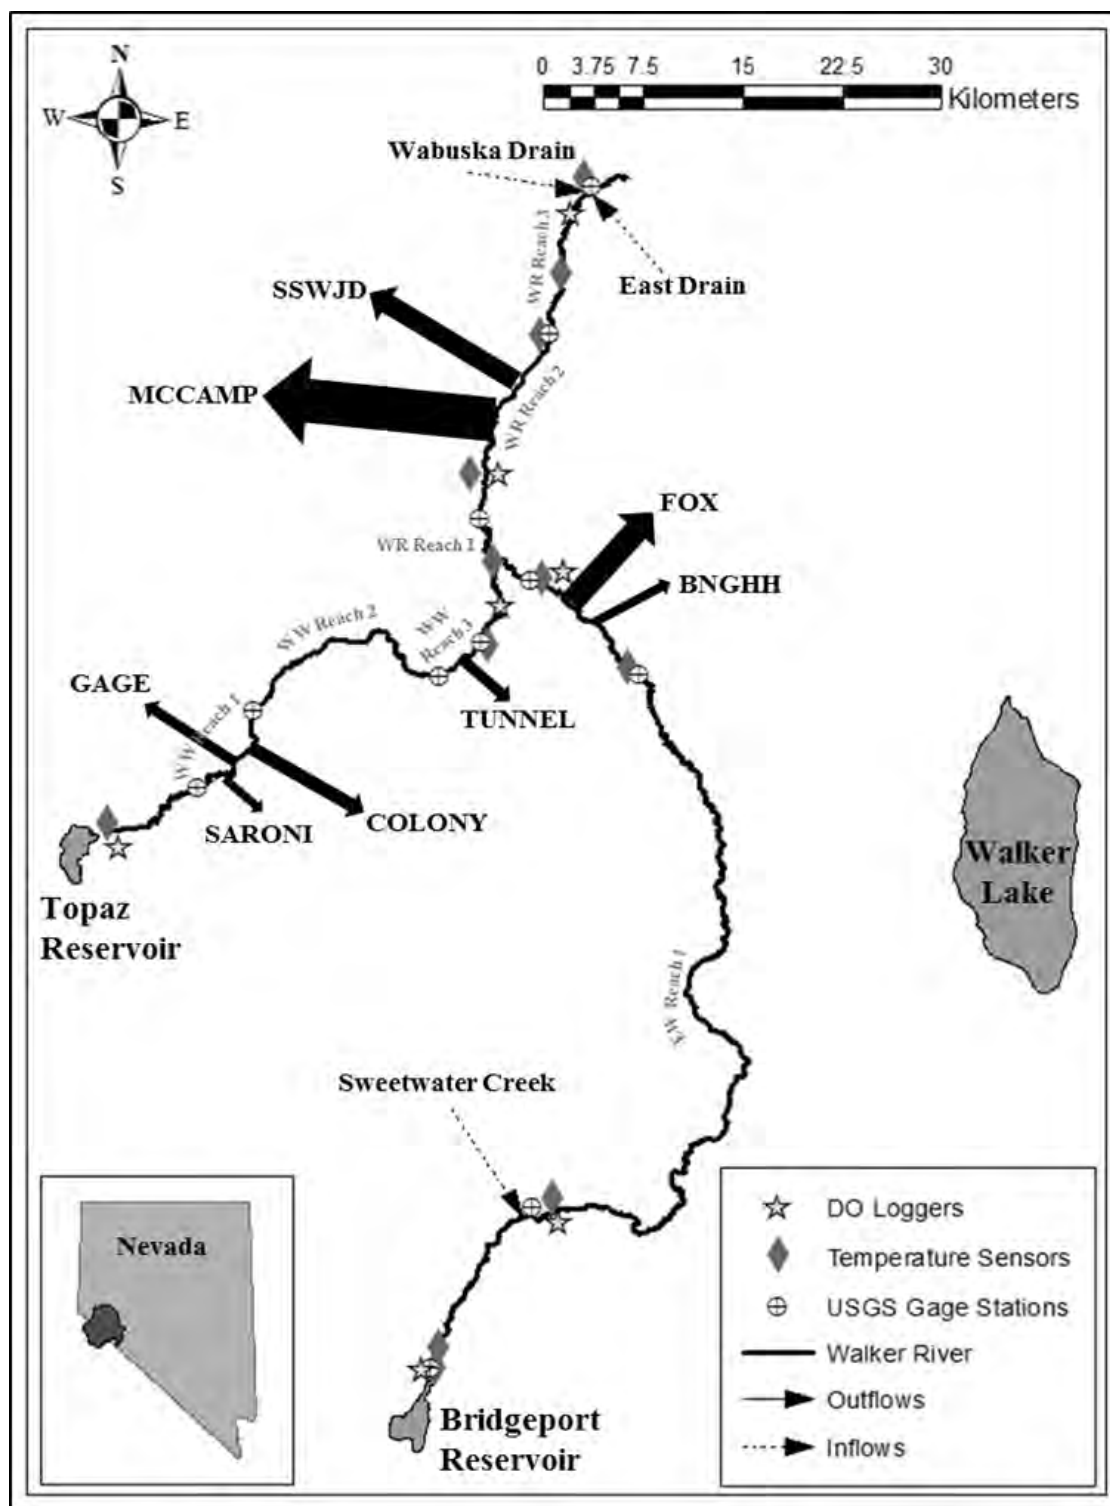 N
W E
S
0 3.75 7.5 15 22.5 30
Kilometers
Wabuska Drain
East Drain
WR Reach 3
SSWJD
MCCAMP
WR Reach 2
FOX
WR Reach 1
BNGHH
WW Reach 2
WW
Reach 3
GAGE
TUNNEL
WW Reach 1
SARONI
COLONY
Topaz
Reservoir
Walker
Lake
EW Reach 1
Sweetwater Creek
Nevada
Bridgeport
Reservoir
DO Loggers
Temperature Sensors
USGS Gage Stations
Walker River
Outflows
Inflows